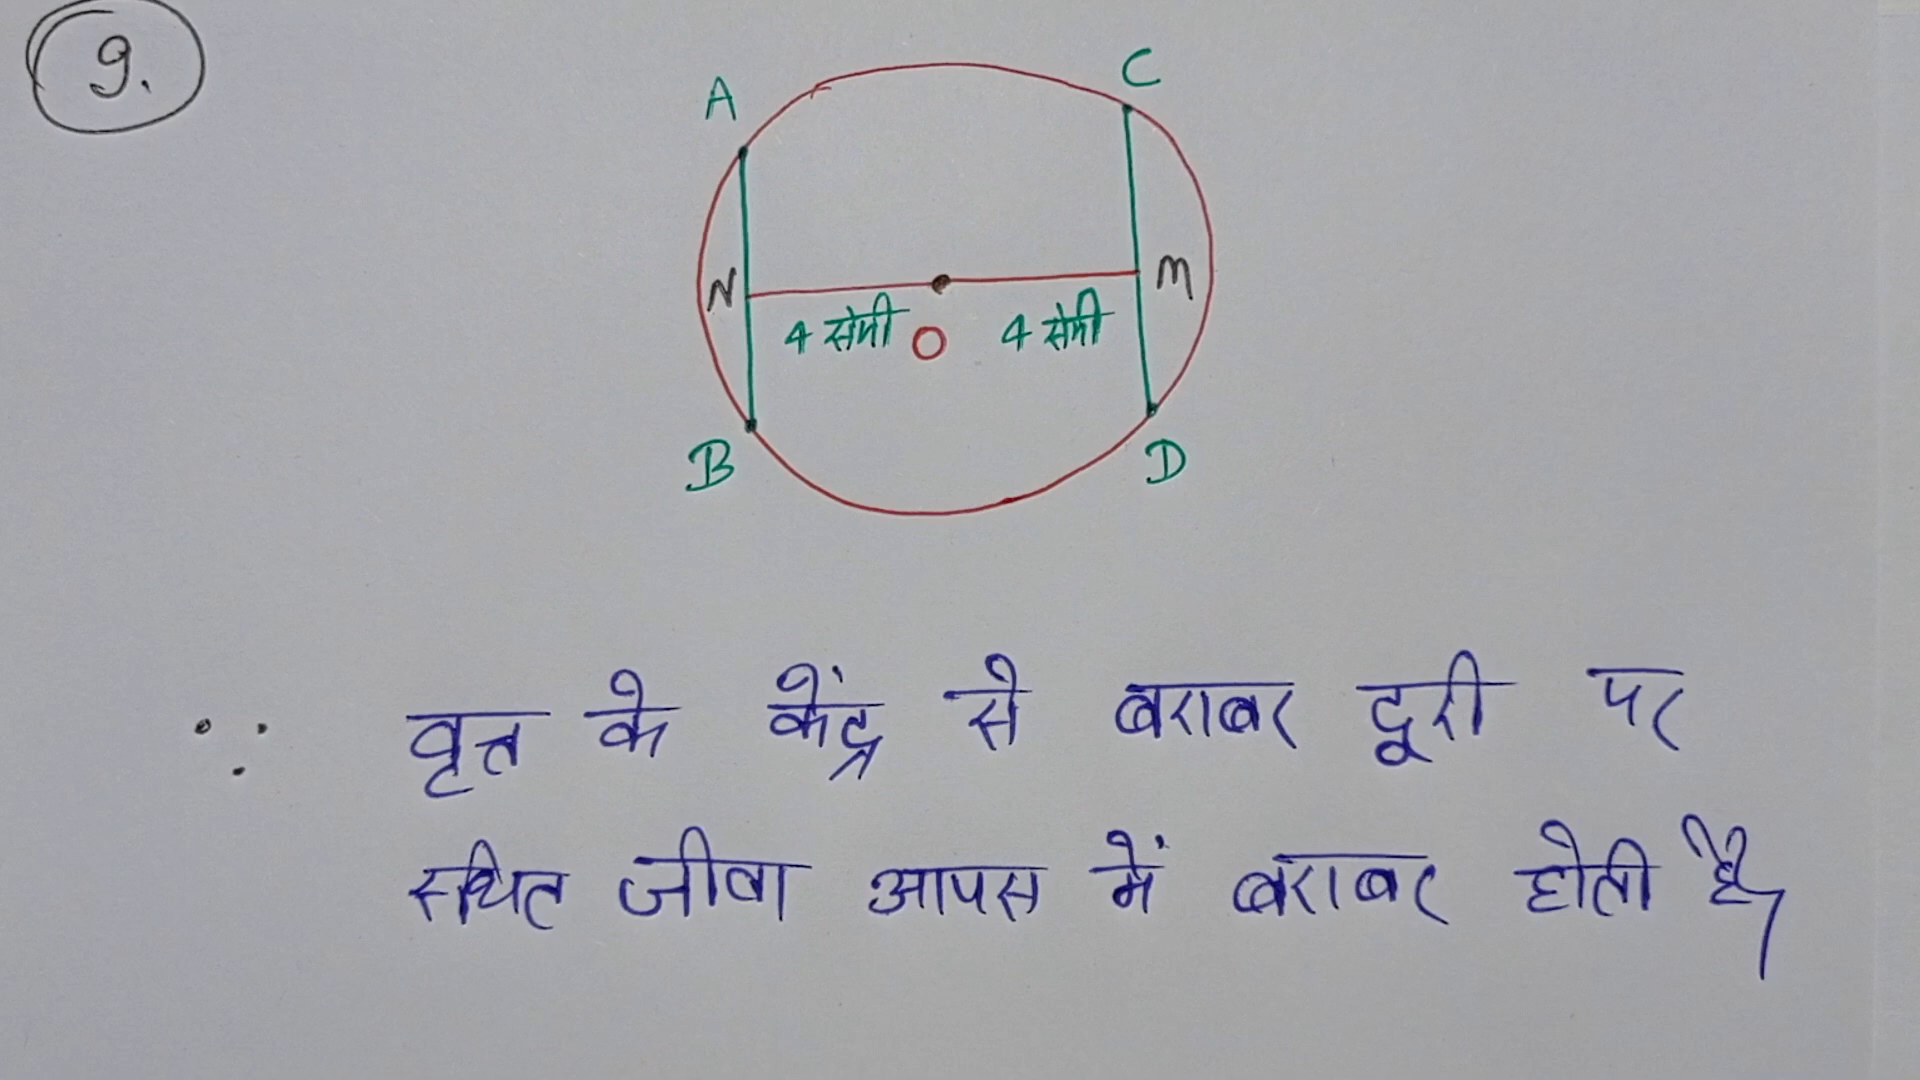 9.
A
C
N
M
4 सेमी O 4 सेमी
B
D
∵ वृत्त के केंद्र से बराबर दूरी पर
स्थित जीवा आपस में बराबर होती है,